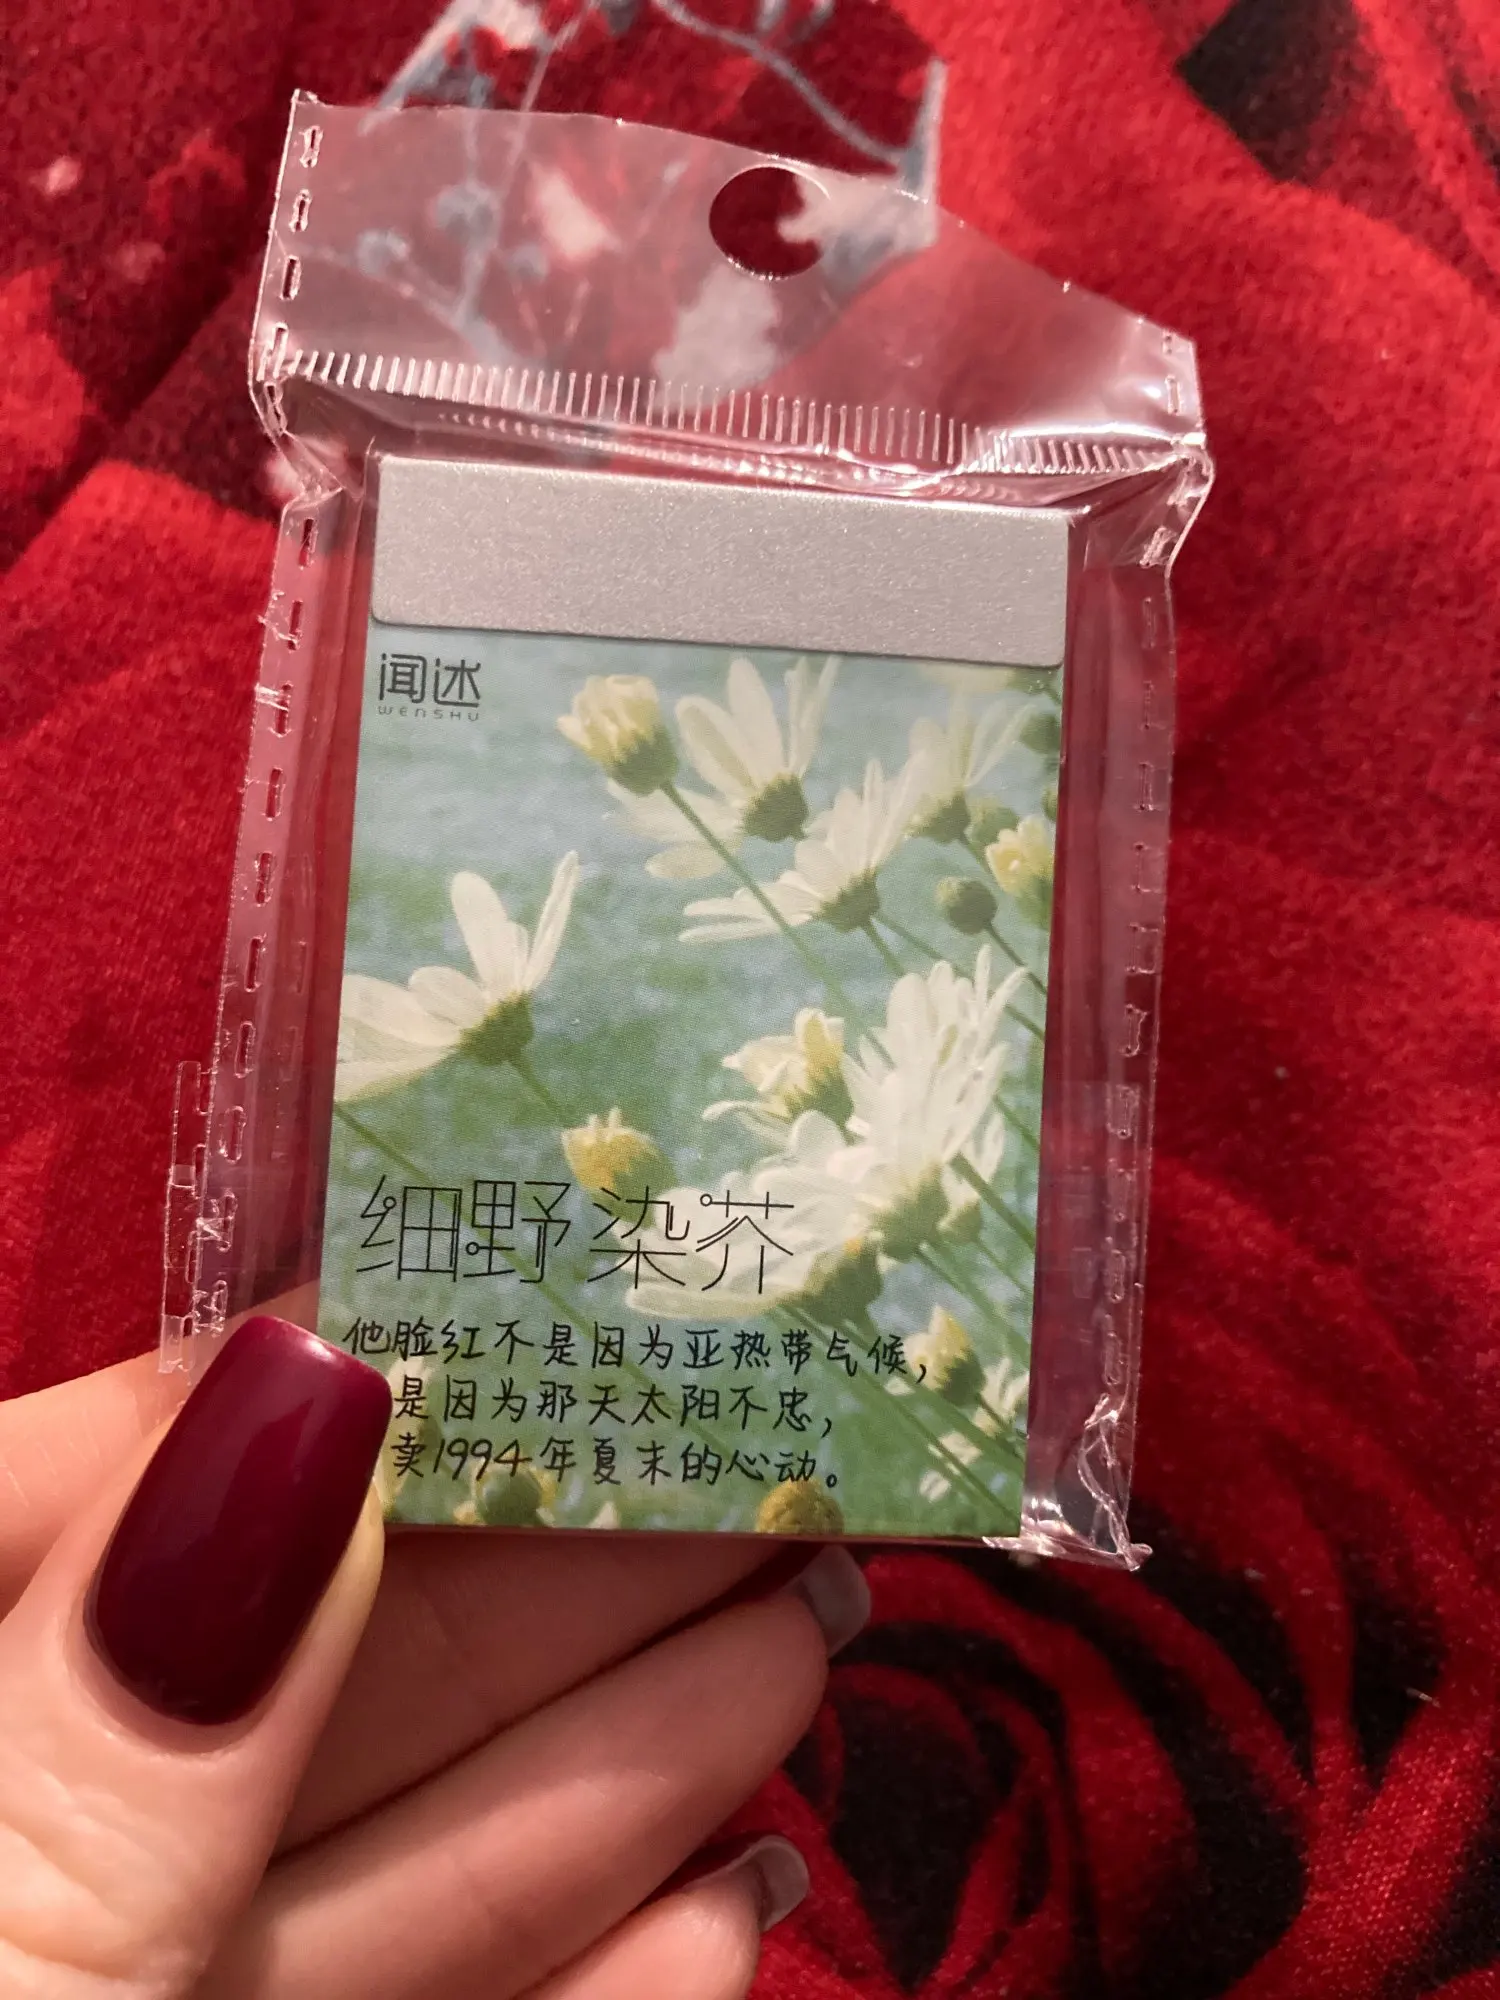 闻述
WENSHU
细野染芥
他脸红不是因为亚热带气候，
是因为那天太阳不忠，
卖1994年夏末的心动。